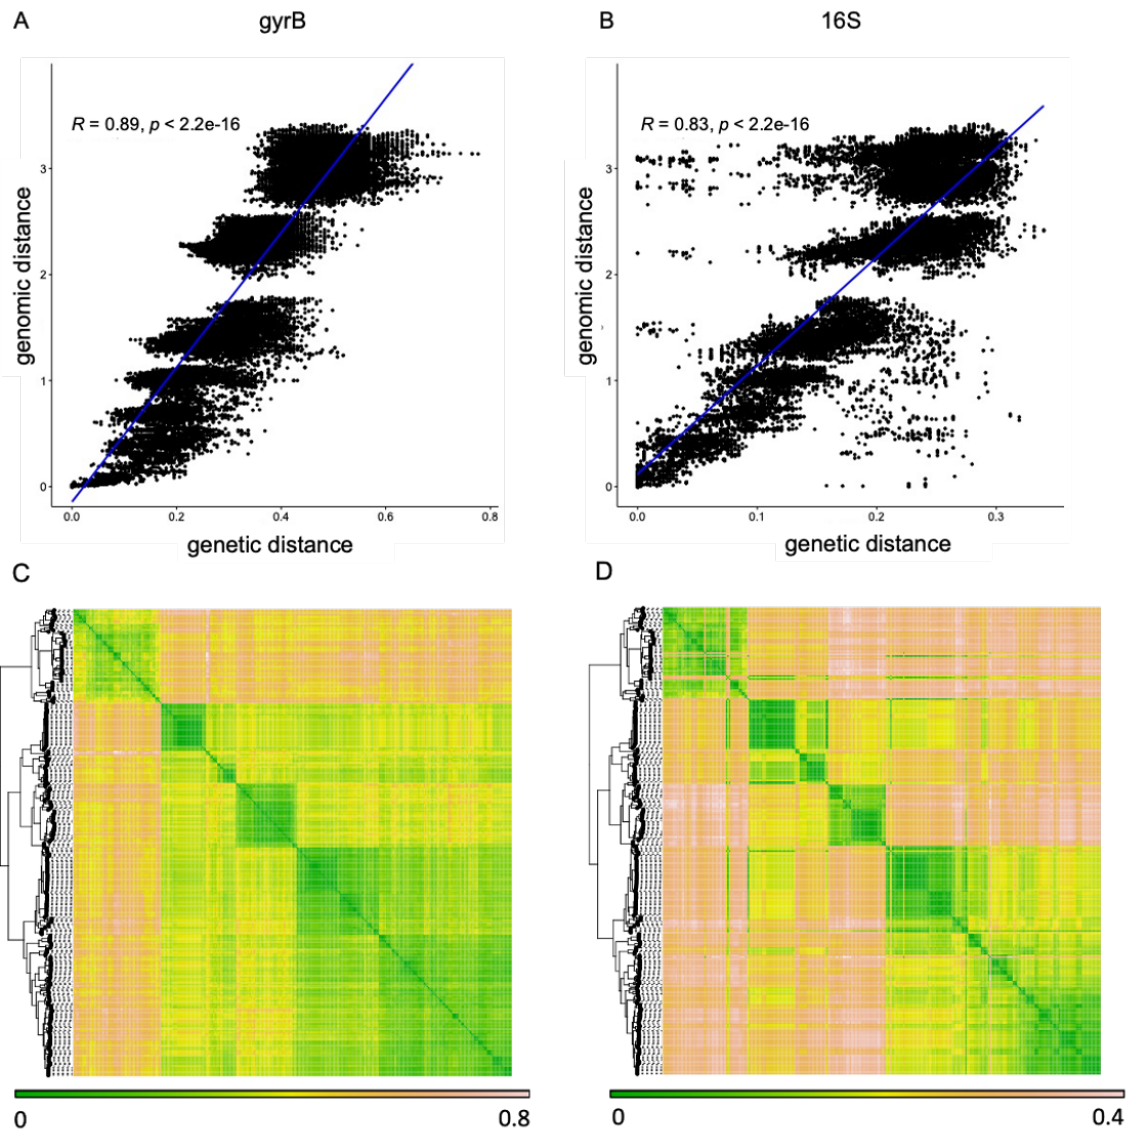 A
gyrB
R = 0.89, p < 2.2e-16
genomic distance
3
2
1
0
0.0 0.2 0.4 0.6 0.8
genetic distance
B
16S
R = 0.83, p < 2.2e-16
genomic distance
3
2
1
0
0.0 0.1 0.2 0.3
genetic distance
C
0 0.8
D
0 0.4